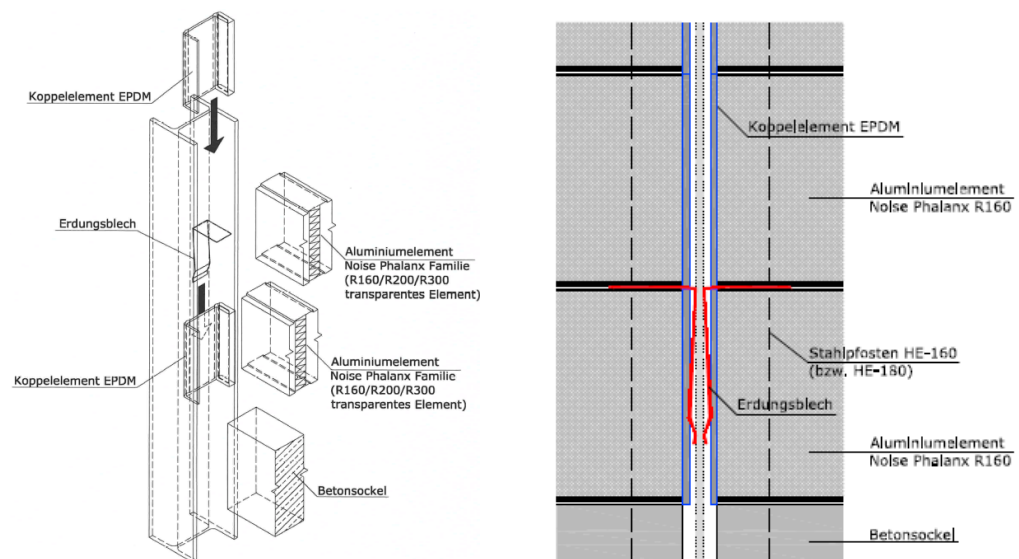 Koppelelement EPDM
Erdungsblech
Aluminiumelement
Noise Phalanx Familie
(R160/R200/R300
transparentes Element)
Koppelelement EPDM
Aluminiumelement
Noise Phalanx Familie
(R160/R200/R300
transparentes Element)
Betonsockel
Koppelelement EPDM
Aluminiumelement
Noise Phalanx R160
Stahlpfosten HE-160
(bzw. HE-180)
Erdungsblech
Aluminiumelement
Noise Phalanx R160
Betonsockel